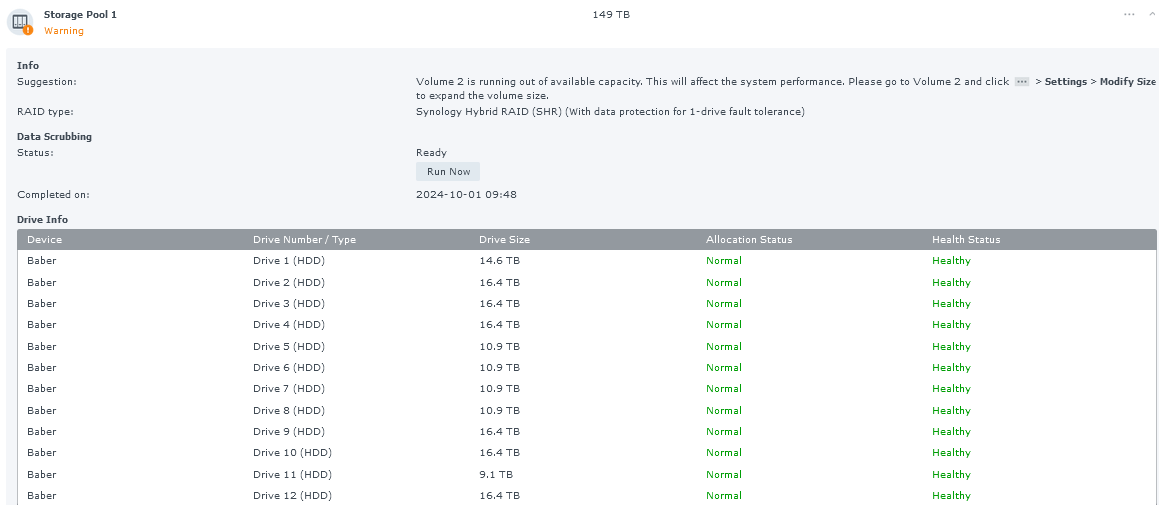 Storage Pool 1 149 TB
Warning
Info
Suggestion: Volume 2 is running out of available capacity. This will affect the system performance. Please go to Volume 2 and click ··· > Settings > Modify Size
to expand the volume size.
RAID type: Synology Hybrid RAID (SHR) (With data protection for 1-drive fault tolerance)
Data Scrubbing
Status: Ready
Run Now
Completed on: 2024-10-01 09:48
Drive Info
Device Drive Number / Type Drive Size Allocation Status Health Status
Baber Drive 1 (HDD) 14.6 TB Normal Healthy
Baber Drive 2 (HDD) 16.4 TB Normal Healthy
Baber Drive 3 (HDD) 16.4 TB Normal Healthy
Baber Drive 4 (HDD) 16.4 TB Normal Healthy
Baber Drive 5 (HDD) 10.9 TB Normal Healthy
Baber Drive 6 (HDD) 10.9 TB Normal Healthy
Baber Drive 7 (HDD) 10.9 TB Normal Healthy
Baber Drive 8 (HDD) 10.9 TB Normal Healthy
Baber Drive 9 (HDD) 16.4 TB Normal Healthy
Baber Drive 10 (HDD) 16.4 TB Normal Healthy
Baber Drive 11 (HDD) 9.1 TB Normal Healthy
Baber Drive 12 (HDD) 16.4 TB Normal Healthy